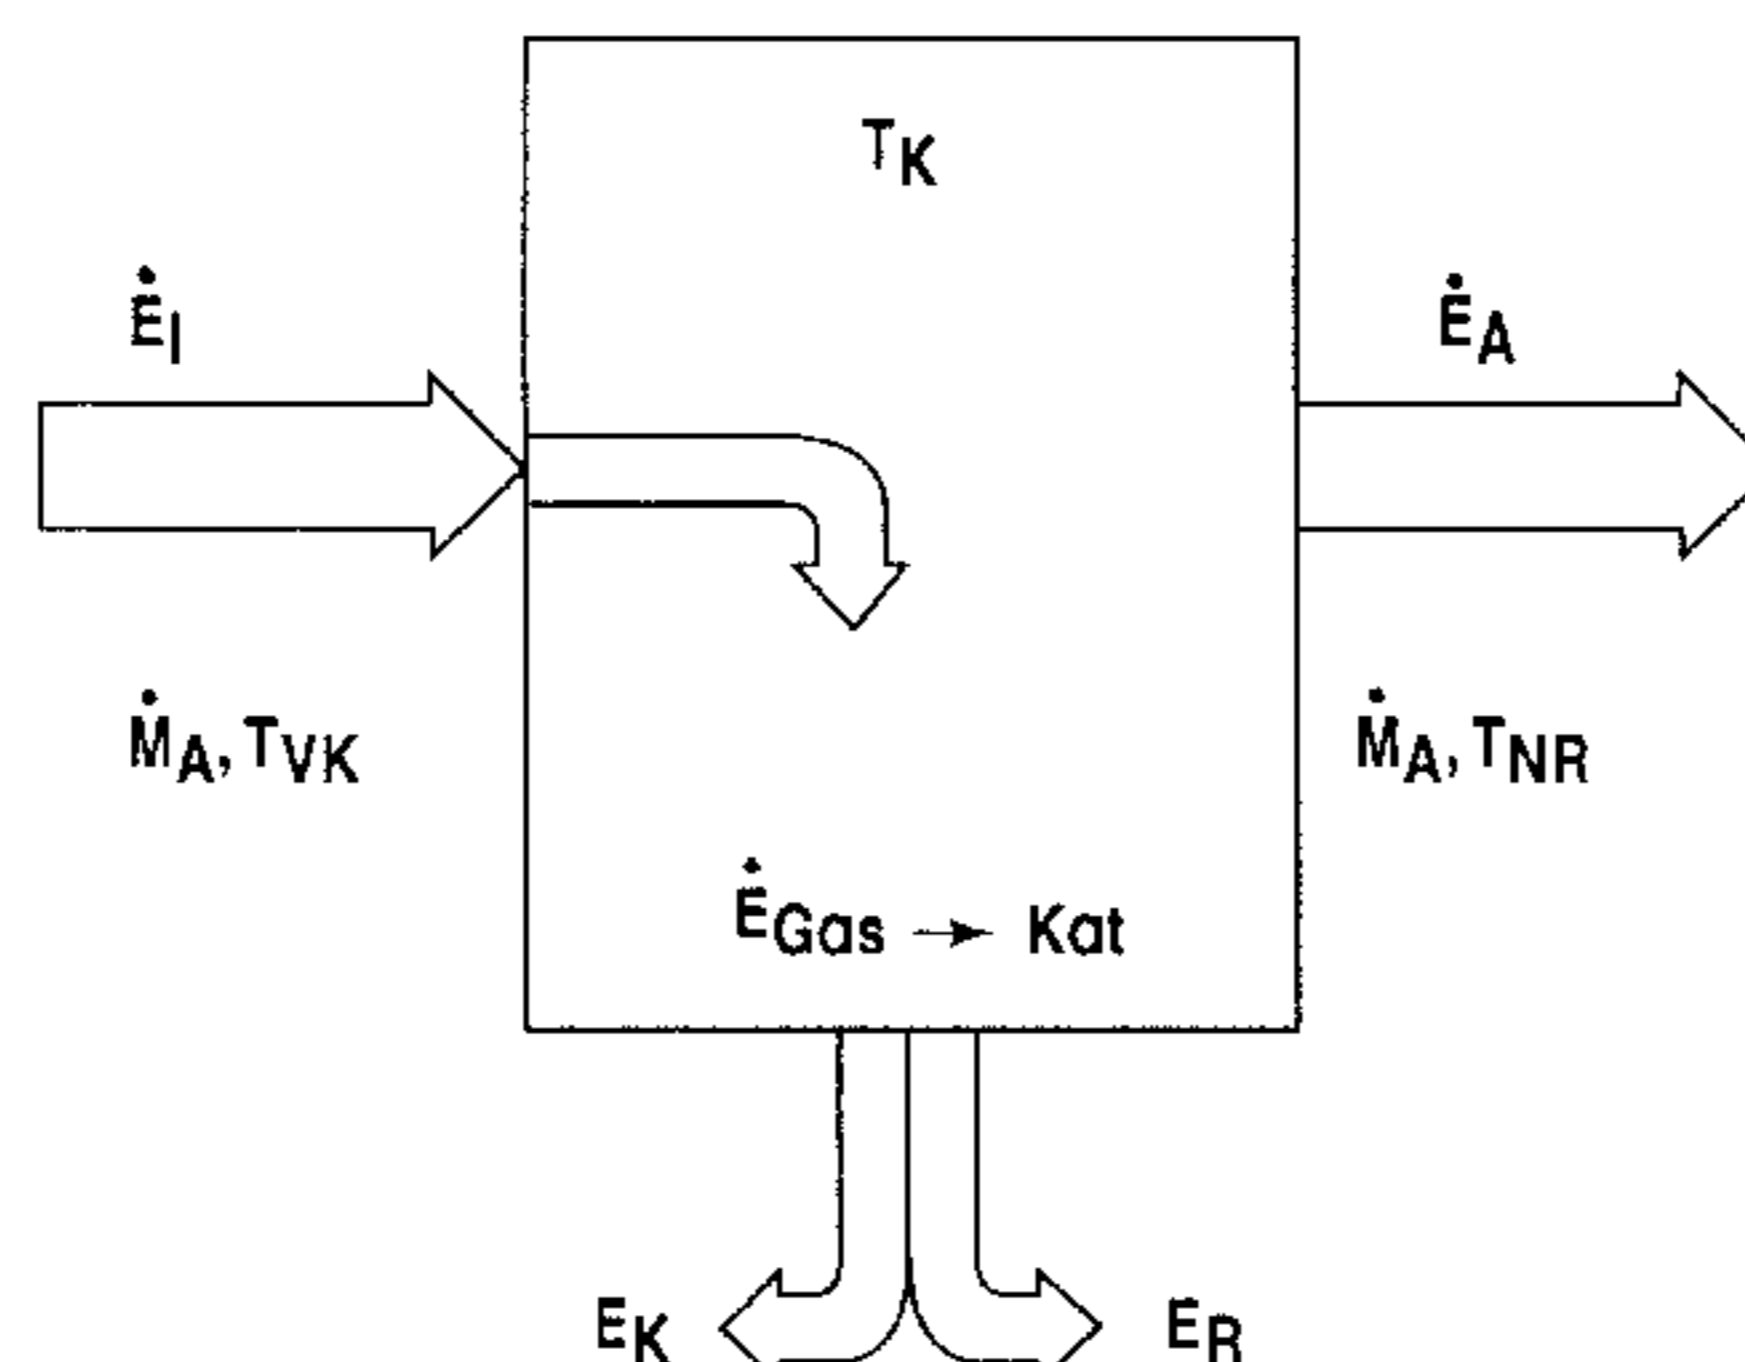 T_K
Ė_I
Ė_A
Ṁ_A, T_VK
Ṁ_A, T_NR
Ė_Gas → Kat
E_K
E_R